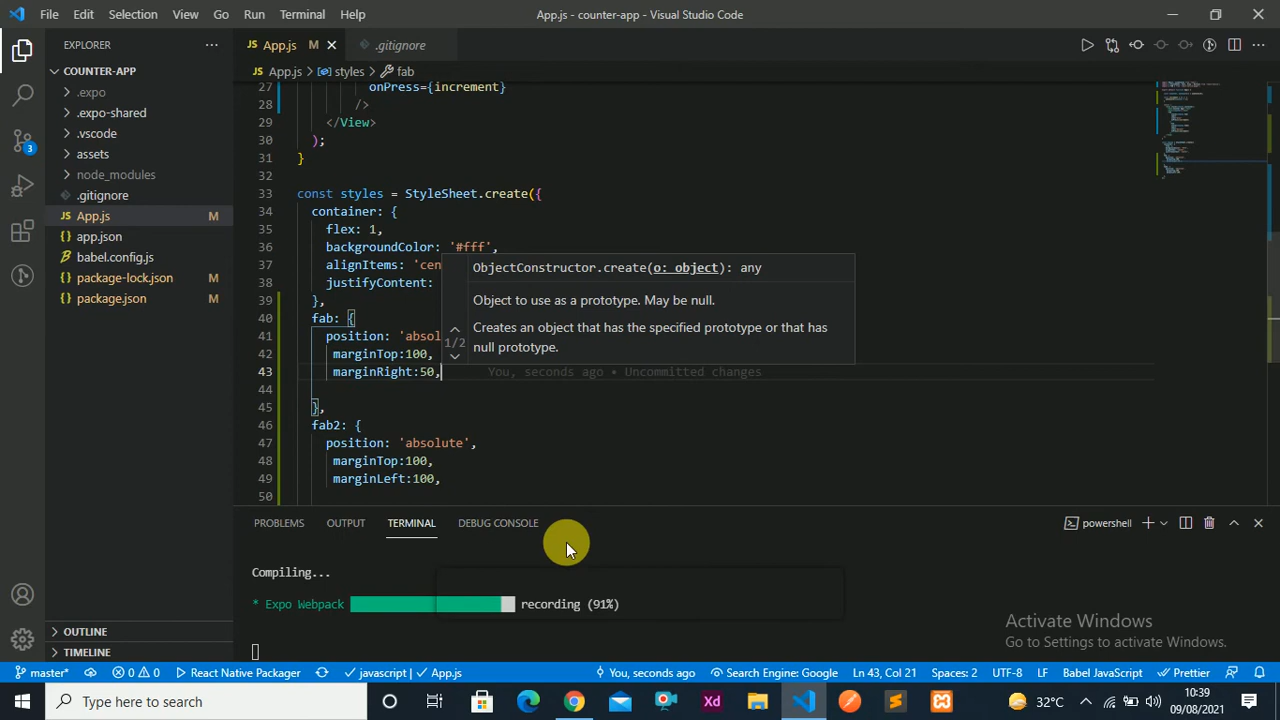 File Edit Selection View Go Run Terminal Help
App.js - counter-app - Visual Studio Code
EXPLORER
COUNTER-APP
.expo
.expo-shared
.vscode
assets
node_modules
.gitignore
App.js M
app.json
babel.config.js
package-lock.json M
package.json M
OUTLINE
TIMELINE
3
JS App.js M
.gitignore
JS App.js > styles > fab
27 onPress={increment}
28 />
29 </View>
30 );
31 }
32
33 const styles = StyleSheet.create({
34 container: {
35 flex: 1,
36 backgroundColor: '#fff',
37 alignItems: 'cen
38 justifyContent:
39 },
40 fab: {
41 position: 'absol
42 marginTop:100,
43 marginRight:50, You, seconds ago • Uncommitted changes
44
45 },
46 fab2: {
47 position: 'absolute',
48 marginTop:100,
49 marginLeft:100,
50
ObjectConstructor.create(o: object): any
Object to use as a prototype. May be null.
1/2
Creates an object that has the specified prototype or that has
null prototype.
PROBLEMS OUTPUT TERMINAL DEBUG CONSOLE
powershell
Compiling...
* Expo Webpack recording (91%)
Activate Windows
Go to Settings to activate Windows.
master* 0 0 React Native Packager javascript | App.js You, seconds ago Search Engine: Google Ln 43, Col 21 Spaces: 2 UTF-8 LF Babel JavaScript Prettier
Type here to search
Xd
32°C
10:39
09/08/2021